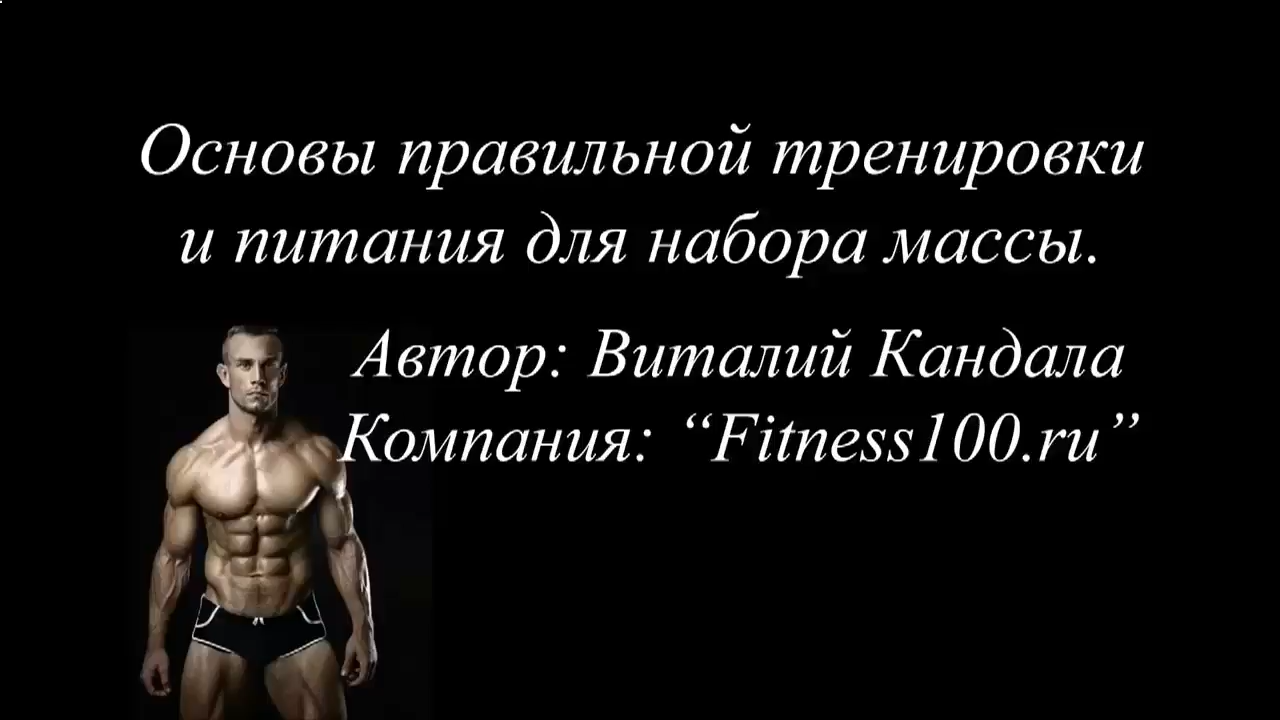 Основы правильной тренировки
и питания для набора массы.
Автор: Виталий Кандала
Компания: “Fitness100.ru”